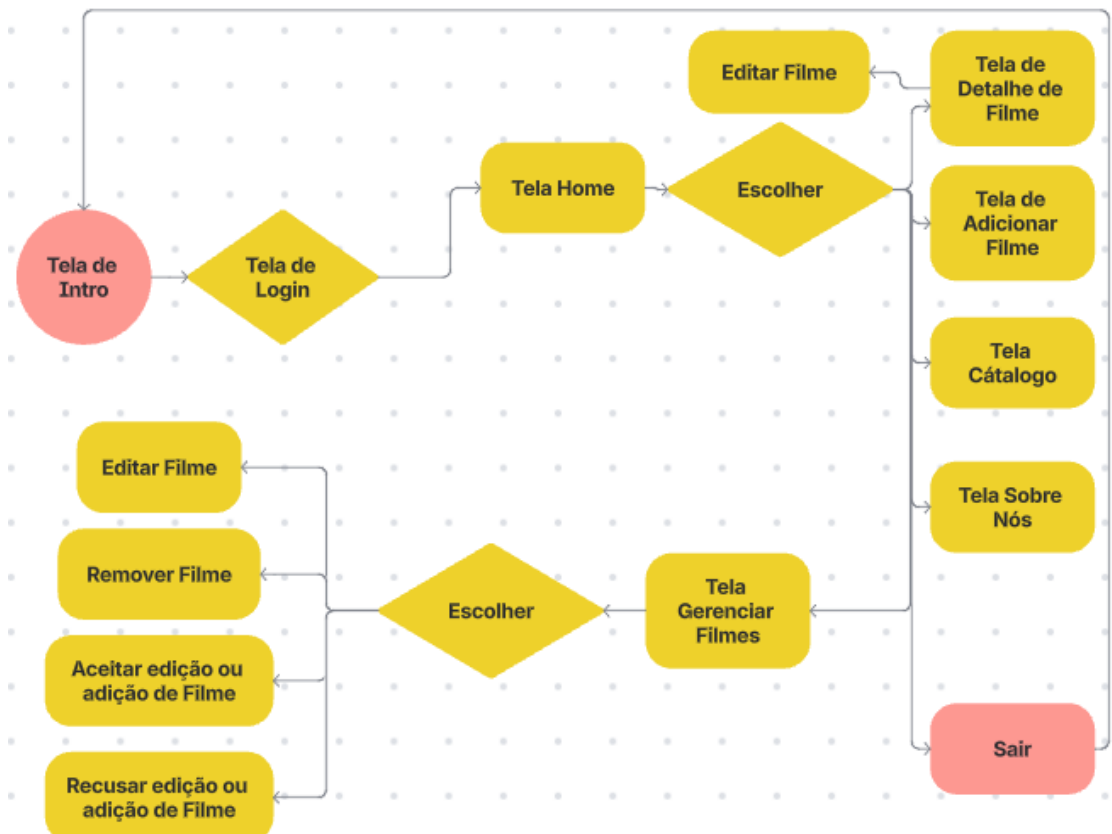 Editar Filme
Tela de
Detalhe de
Filme
Tela Home
Escolher
Tela de
Adicionar
Filme
Tela de
Intro
Tela de
Login
Tela
Cátalogo
Editar Filme
Tela Sobre
Nós
Remover Filme
Escolher
Tela
Gerenciar
Filmes
Aceitar edição ou
adição de Filme
Sair
Recusar edição ou
adição de Filme